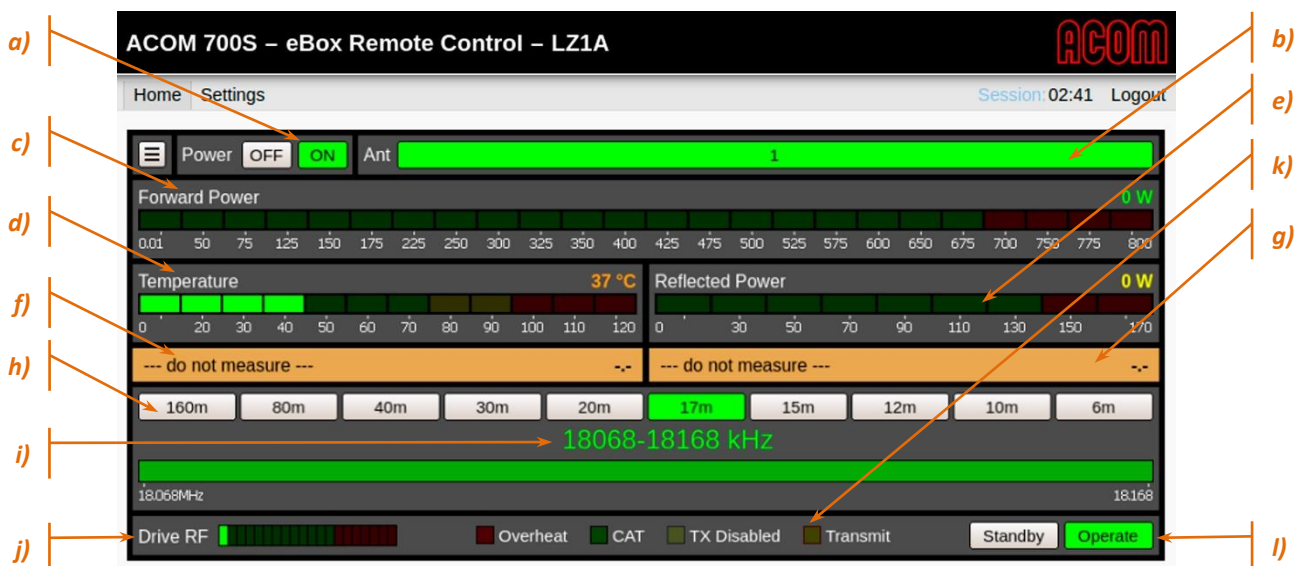 ACOM 700S – eBox Remote Control – LZ1A
ACOM
a)
b)
Home Settings Session: 02:41 Logout
e)
c)
Power OFF ON Ant 1
k)
Forward Power 0 W
d)
0.01 50 75 125 150 175 225 250 300 325 350 400 425 475 500 525 575 600 650 675 700 750 775 800
g)
Temperature 37 °C Reflected Power 0 W
f)
0 20 30 40 50 60 70 80 90 100 110 120 0 30 50 70 90 110 130 150 170
h)
--- do not measure --- -.- --- do not measure --- -.-
160m 80m 40m 30m 20m 17m 15m 12m 10m 6m
i)
18068-18168 kHz
18.068MHz 18.168
j)
Drive RF Overheat CAT TX Disabled Transmit Standby Operate
l)